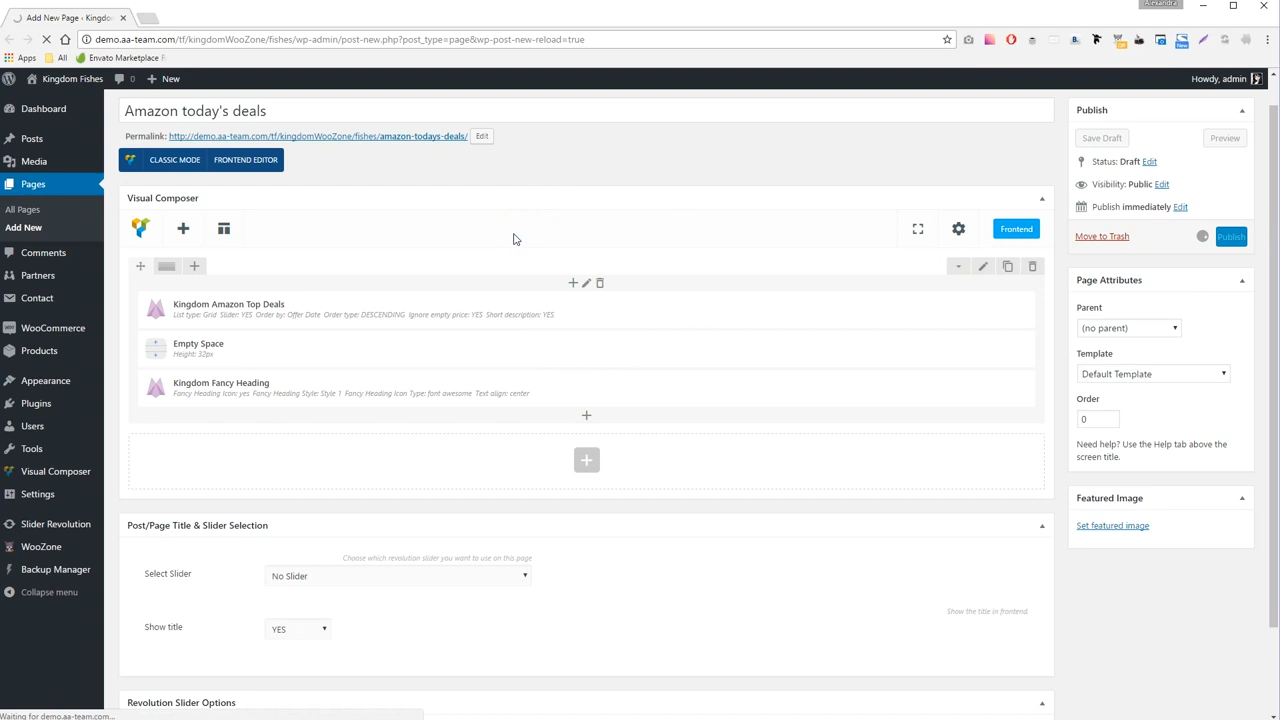 Alexandra
Add New Page ‹ Kingdo
demo.aa-team.com/tf/kingdomWooZone/fishes/wp-admin/post-new.php?post_type=page&wp-post-new-reload=true
Apps All Envato Marketplace
Kingdom Fishes 0 New Howdy, admin
Dashboard
Posts
Media
Pages
All Pages
Add New
Comments
Partners
Contact
WooCommerce
Products
Appearance
Plugins
Users
Tools
Visual Composer
Settings
Slider Revolution
WooZone
Backup Manager
Collapse menu
Amazon today's deals
Permalink: http://demo.aa-team.com/tf/kingdomWooZone/fishes/amazon-todays-deals/ Edit
CLASSIC MODE FRONTEND EDITOR
Visual Composer
Frontend
Kingdom Amazon Top Deals
List type: Grid Slider: YES Order by: Offer Date Order type: DESCENDING Ignore empty price: YES Short description: YES
Empty Space
Height: 32px
Kingdom Fancy Heading
Fancy Heading Icon: yes Fancy Heading Style: Style 1 Fancy Heading Icon Type: font awesome Text align: center
Post/Page Title & Slider Selection
Choose which revolution slider you want to use on this page
Select Slider No Slider
Show the title in frontend.
Show title YES
Revolution Slider Options
Publish
Save Draft Preview
Status: Draft Edit
Visibility: Public Edit
Publish immediately Edit
Move to Trash Publish
Page Attributes
Parent
(no parent)
Template
Default Template
Order
0
Need help? Use the Help tab above the
screen title.
Featured Image
Set featured image
Waiting for demo.aa-team.com...